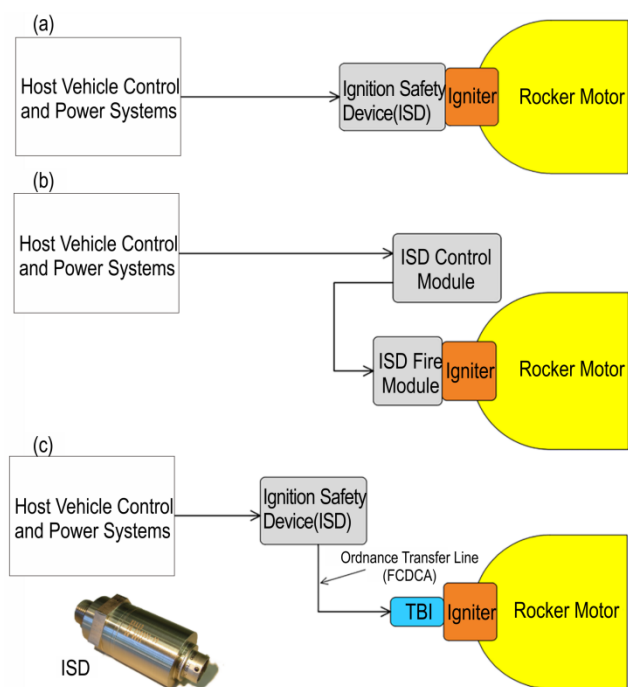 (a)
Host Vehicle Control
and Power Systems
Ignition Safety
Device(ISD)
Igniter
Rocker Motor
(b)
Host Vehicle Control
and Power Systems
ISD Control
Module
ISD Fire
Module
Igniter
Rocker Motor
(c)
Host Vehicle Control
and Power Systems
Ignition Safety
Device(ISD)
Ordnance Transfer Line
(FCDCA)
TBI
Igniter
Rocker Motor
ISD